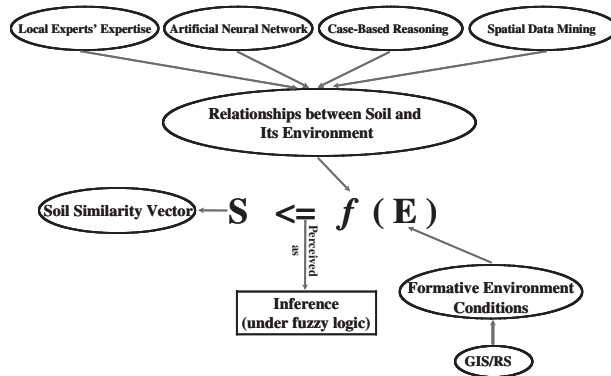 Local Experts' Expertise
Artificial Neural Network
Case-Based Reasoning
Spatial Data Mining
Relationships between Soil and
Its Environment
Soil Similarity Vector
S <= f ( E )
Perceived
as
Inference
(under fuzzy logic)
Formative Environment
Conditions
GIS/RS